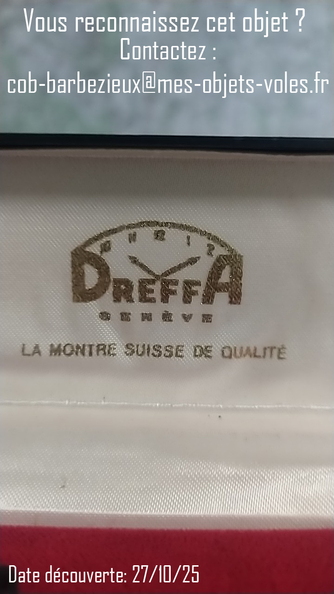 Vous reconnaissez cet objet ?
Contactez :
cob-barbezieux@mes-objets-voles.fr
DREFFA
GENÈVE
LA MONTRE SUISSE DE QUALITÉ
Date découverte: 27/10/25